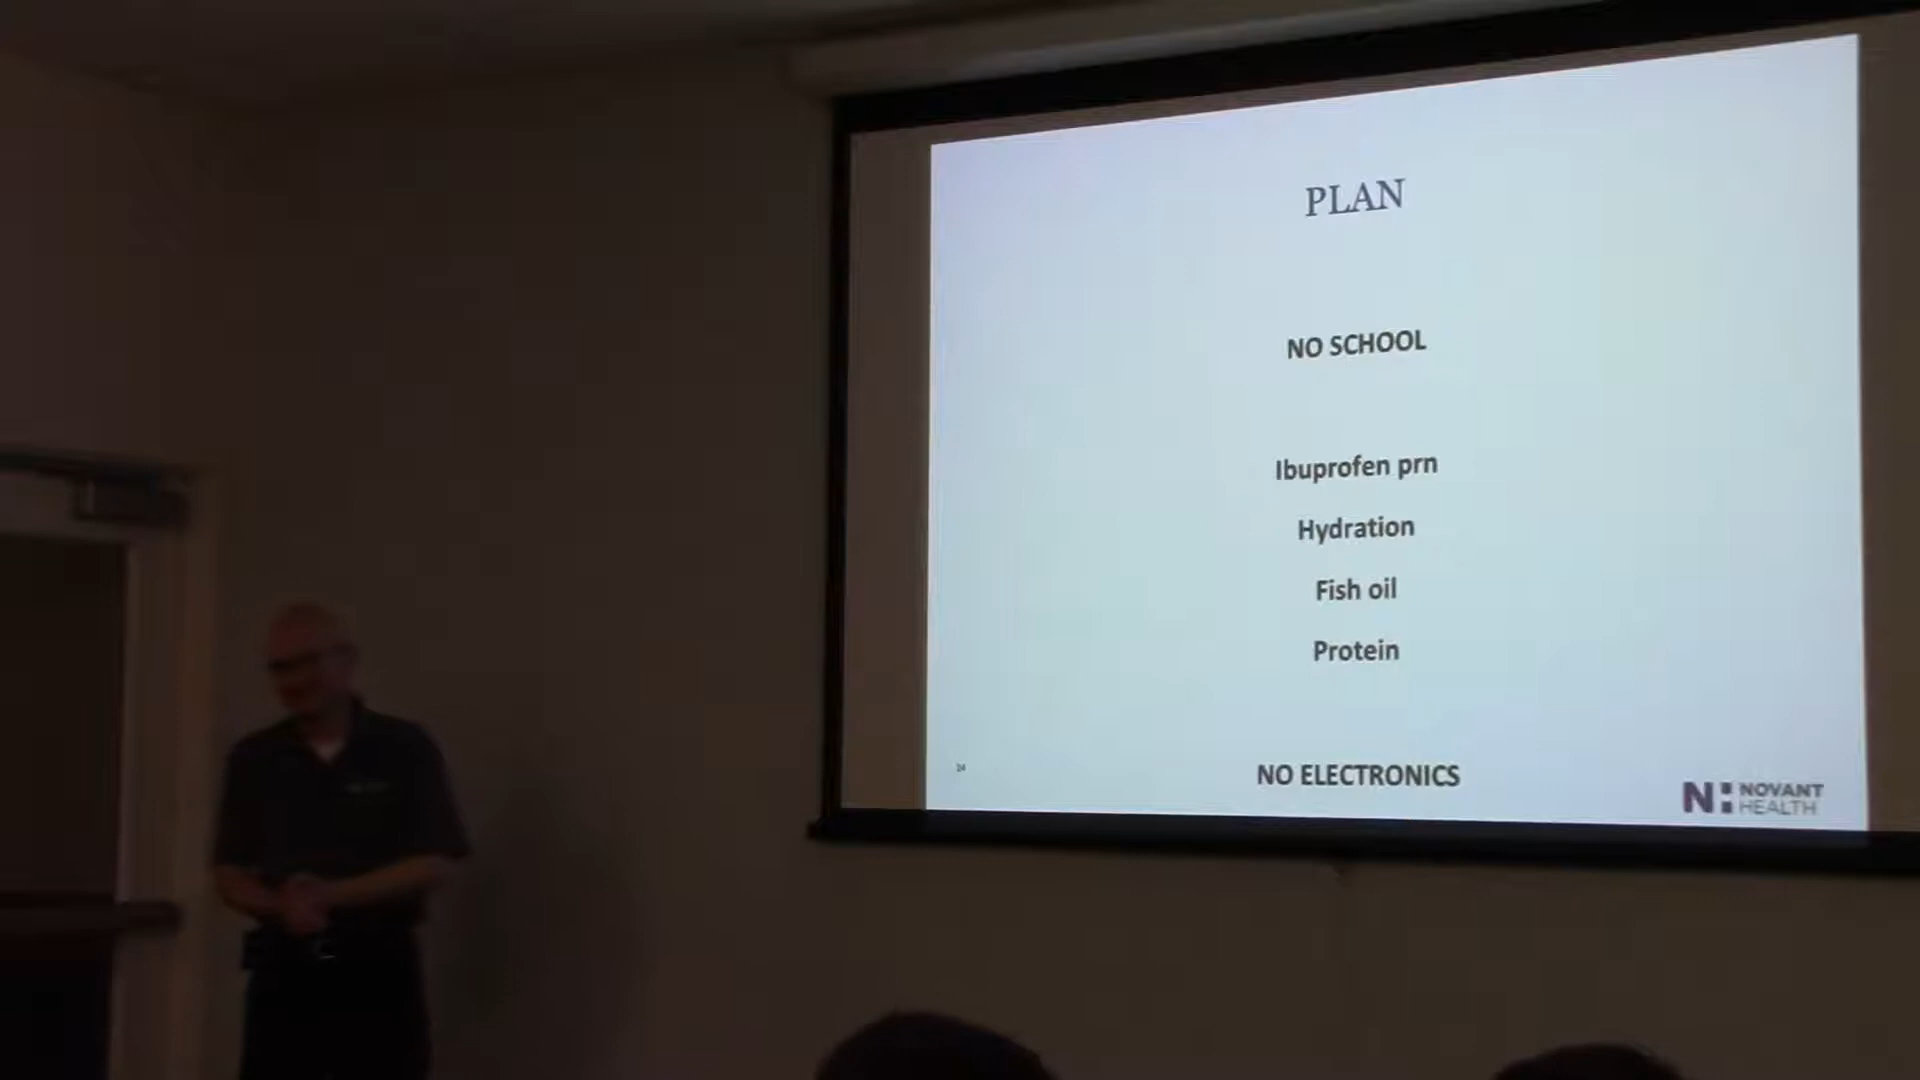 PLAN
NO SCHOOL
Ibuprofen prn
Hydration
Fish oil
Protein
NO ELECTRONICS
NOVANT
HEALTH